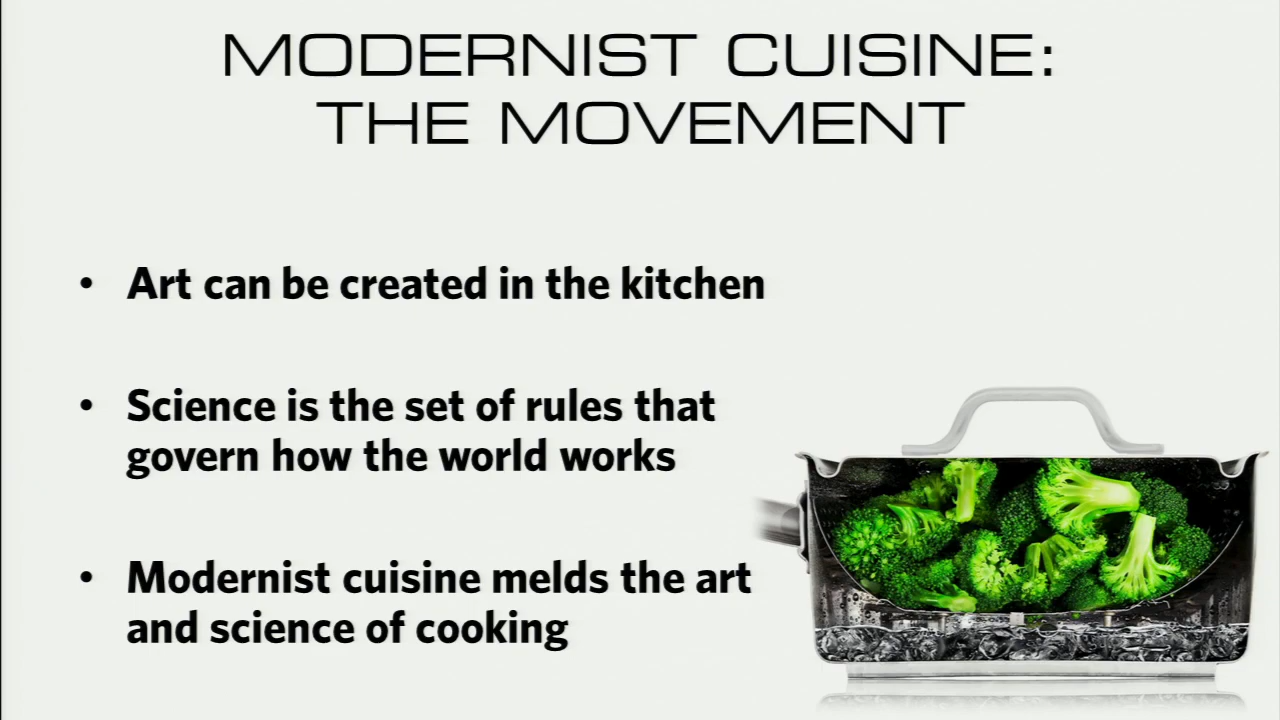 MODERNIST CUISINE:
THE MOVEMENT
• Art can be created in the kitchen
• Science is the set of rules that
govern how the world works
• Modernist cuisine melds the art
and science of cooking